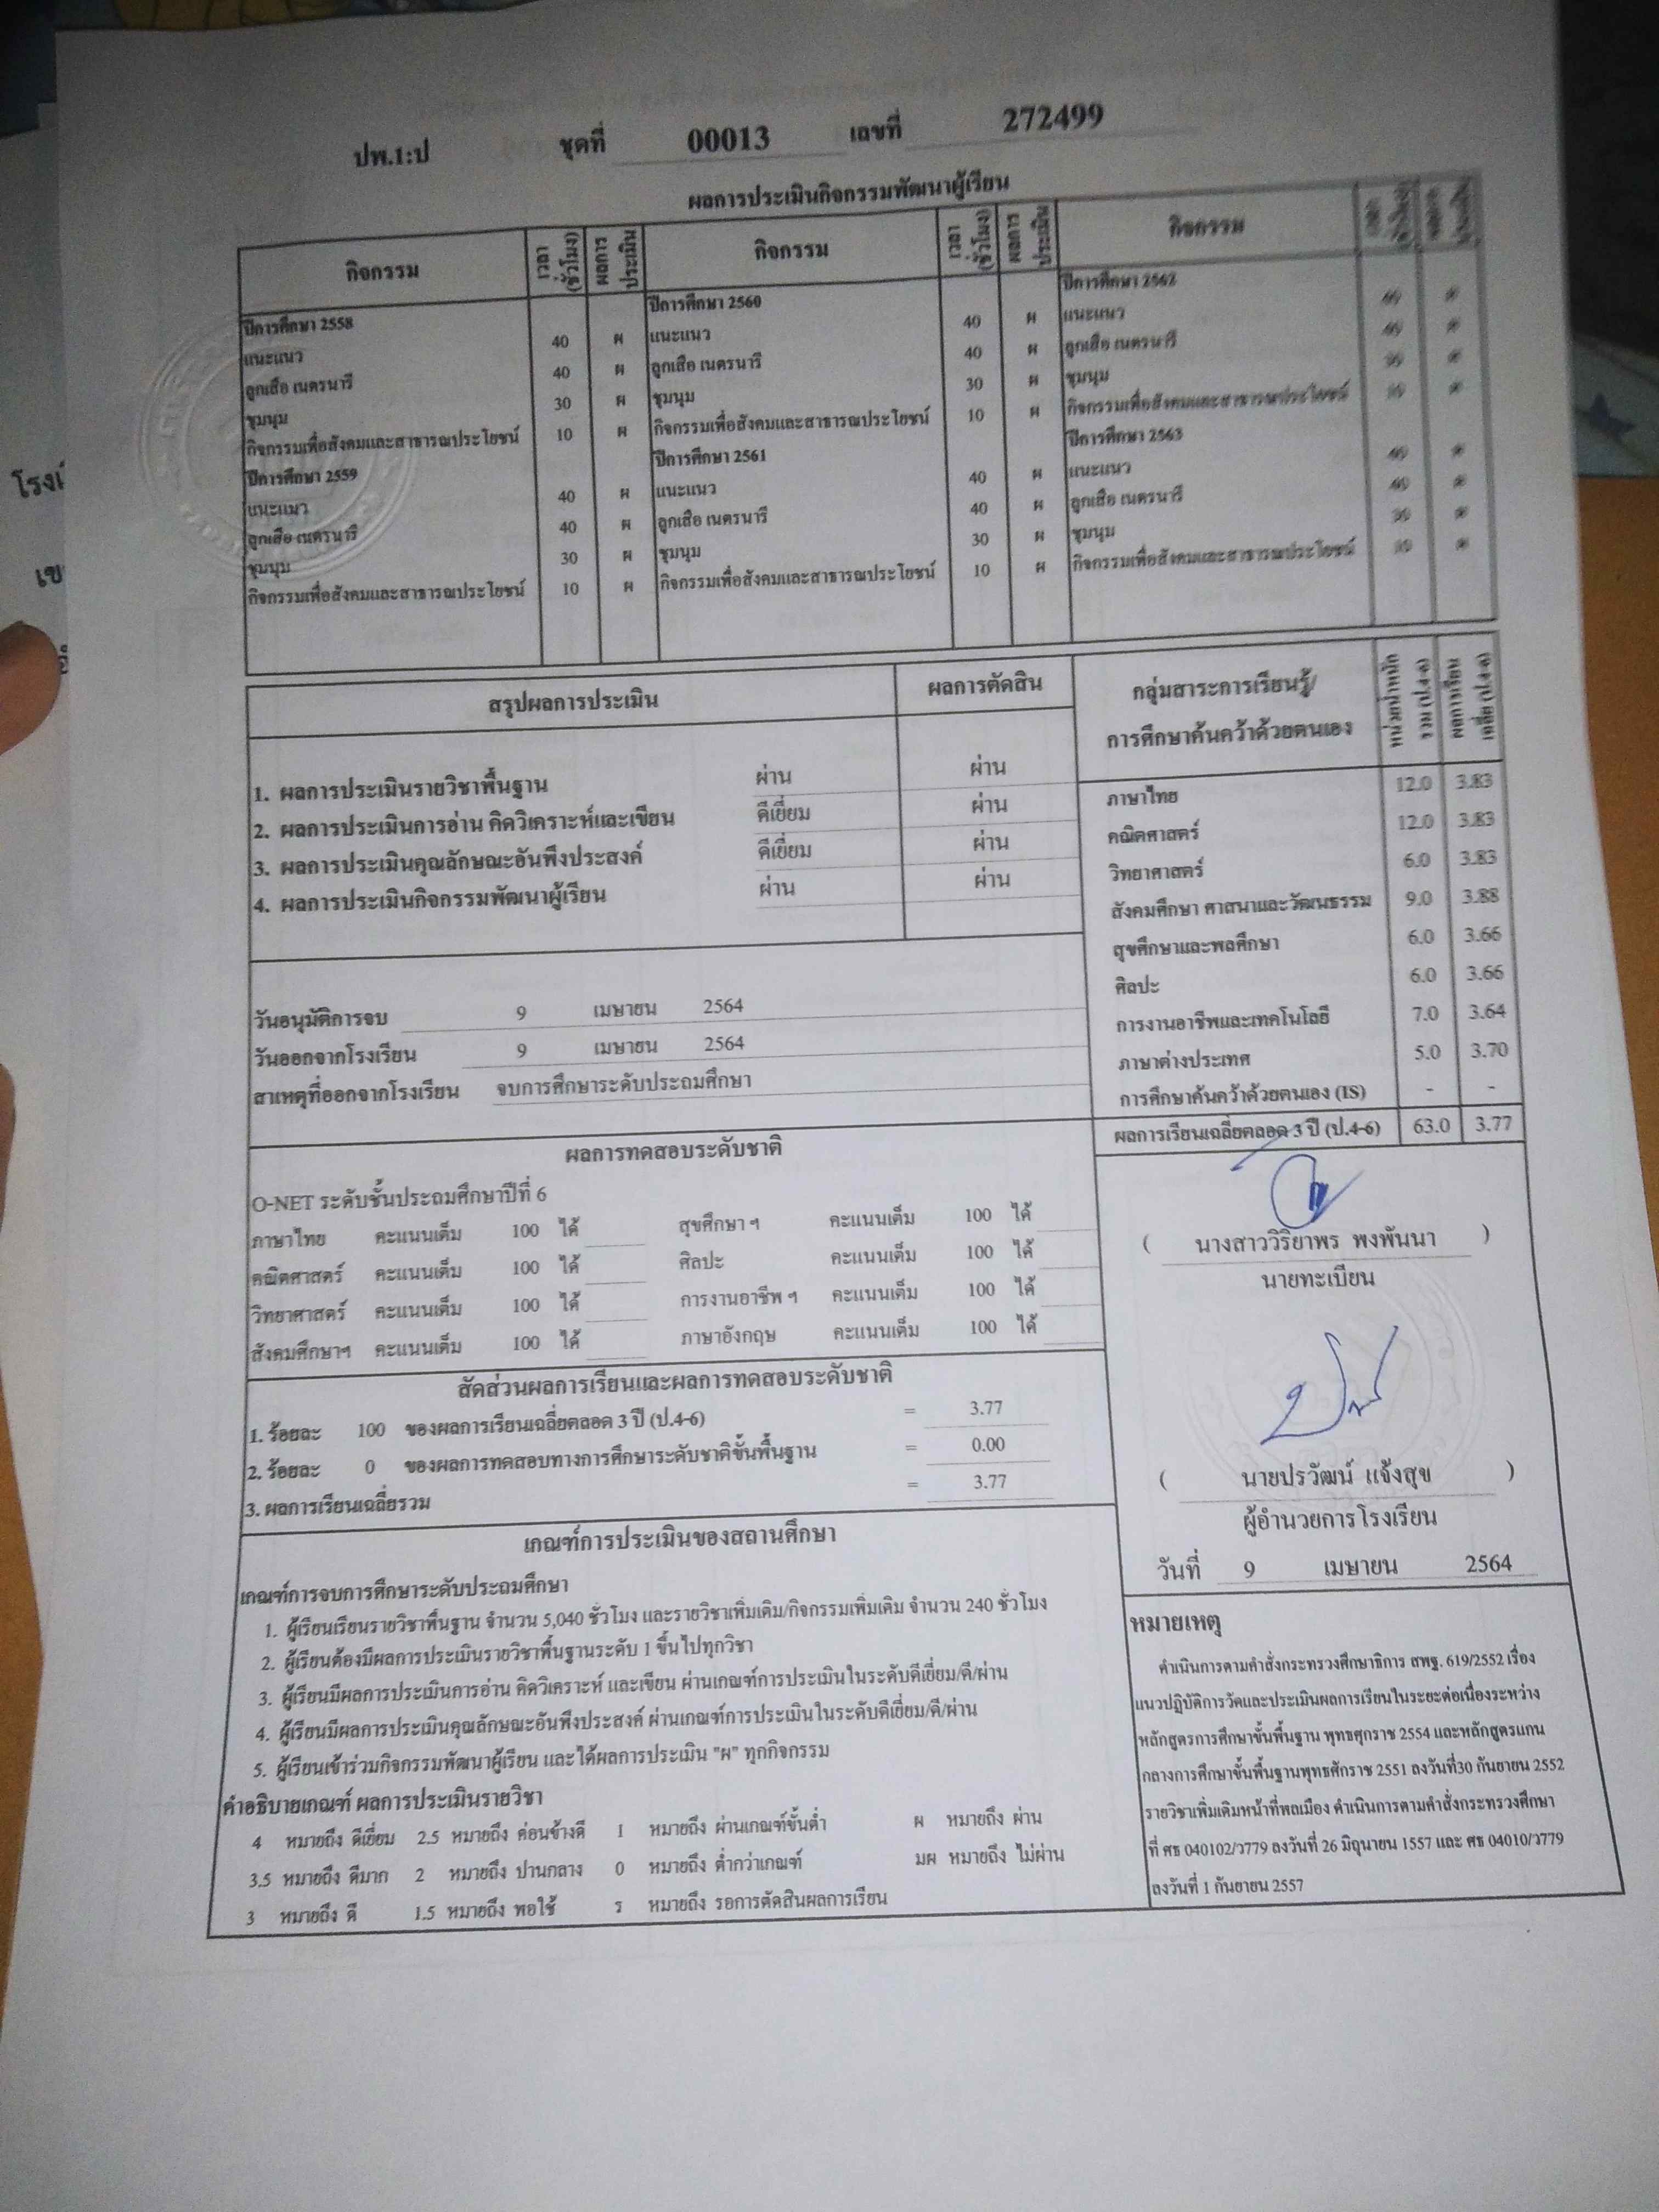 ปพ.1:ป ชุดที่ 00013 เลขที่ 272499
ผลการประเมินกิจกรรมพัฒนาผู้เรียน
กิจกรรม เวลา (ชั่วโมง) ผลการประเมิน กิจกรรม เวลา (ชั่วโมง) ผลการประเมิน กิจกรรม
ปีการศึกษา 2558 ปีการศึกษา 2560 ปีการศึกษา 2562
แนะแนว 40 ผ แนะแนว 40 ผ แนะแนว
ลูกเสือ เนตรนารี 40 ผ ลูกเสือ เนตรนารี 40 ผ ลูกเสือ เนตรนารี
ชุมนุม 30 ผ ชุมนุม 30 ผ ชุมนุม
กิจกรรมเพื่อสังคมและสาธารณประโยชน์ 10 ผ กิจกรรมเพื่อสังคมและสาธารณประโยชน์ 10 ผ กิจกรรมเพื่อสังคมและสาธารณประโยชน์
ปีการศึกษา 2559 ปีการศึกษา 2561 ปีการศึกษา 2563
แนะแนว 40 ผ แนะแนว 40 ผ แนะแนว
ลูกเสือ เนตรนารี 40 ผ ลูกเสือ เนตรนารี 40 ผ ลูกเสือ เนตรนารี
ชุมนุม 30 ผ ชุมนุม 30 ผ ชุมนุม
กิจกรรมเพื่อสังคมและสาธารณประโยชน์ 10 ผ กิจกรรมเพื่อสังคมและสาธารณประโยชน์ 10 ผ กิจกรรมเพื่อสังคมและสาธารณประโยชน์
สรุปผลการประเมิน ผลการตัดสิน
1. ผลการประเมินรายวิชาพื้นฐาน ผ่าน ผ่าน
2. ผลการประเมินการอ่าน คิดวิเคราะห์และเขียน ดีเยี่ยม ผ่าน
3. ผลการประเมินคุณลักษณะอันพึงประสงค์ ดีเยี่ยม ผ่าน
4. ผลการประเมินกิจกรรมพัฒนาผู้เรียน ผ่าน ผ่าน
วันอนุมัติการจบ 9 เมษายน 2564
วันออกจากโรงเรียน 9 เมษายน 2564
สาเหตุที่ออกจากโรงเรียน จบการศึกษาระดับประถมศึกษา
กลุ่มสาระการเรียนรู้/
การศึกษาค้นคว้าด้วยตนเอง
หน่วยน้ำหนัก รวม (ป.4-6) ผลการเรียน เฉลี่ย (ป.4-6)
ภาษาไทย 12.0 3.83
คณิตศาสตร์ 12.0 3.83
วิทยาศาสตร์ 6.0 3.83
สังคมศึกษา ศาสนาและวัฒนธรรม 9.0 3.88
สุขศึกษาและพลศึกษา 6.0 3.66
ศิลปะ 6.0 3.66
การงานอาชีพและเทคโนโลยี 7.0 3.64
ภาษาต่างประเทศ 5.0 3.70
การศึกษาค้นคว้าด้วยตนเอง (IS) - -
ผลการเรียนเฉลี่ยตลอด 3 ปี (ป.4-6) 63.0 3.77
ผลการทดสอบระดับชาติ
O-NET ระดับชั้นประถมศึกษาปีที่ 6
ภาษาไทย คะแนนเต็ม 100 ได้ สุขศึกษา ฯ คะแนนเต็ม 100 ได้
คณิตศาสตร์ คะแนนเต็ม 100 ได้ ศิลปะ คะแนนเต็ม 100 ได้
วิทยาศาสตร์ คะแนนเต็ม 100 ได้ การงานอาชีพ ฯ คะแนนเต็ม 100 ได้
สังคมศึกษาฯ คะแนนเต็ม 100 ได้ ภาษาอังกฤษ คะแนนเต็ม 100 ได้
สัดส่วนผลการเรียนและผลการทดสอบระดับชาติ
1. ร้อยละ 100 ของผลการเรียนเฉลี่ยตลอด 3 ปี (ป.4-6) = 3.77
2. ร้อยละ 0 ของผลการทดสอบทางการศึกษาระดับชาติขั้นพื้นฐาน = 0.00
3. ผลการเรียนเฉลี่ยรวม = 3.77
( นางสาววิริยาพร พงพันนา )
นายทะเบียน
( นายปรวัฒน์ แจ้งสุข )
ผู้อำนวยการโรงเรียน
วันที่ 9 เมษายน 2564
เกณฑ์การประเมินของสถานศึกษา
เกณฑ์การจบการศึกษาระดับประถมศึกษา
1. ผู้เรียนเรียนรายวิชาพื้นฐาน จำนวน 5,040 ชั่วโมง และรายวิชาเพิ่มเติม/กิจกรรมเพิ่มเติม จำนวน 240 ชั่วโมง
2. ผู้เรียนต้องมีผลการประเมินรายวิชาพื้นฐานระดับ 1 ขึ้นไปทุกวิชา
3. ผู้เรียนมีผลการประเมินการอ่าน คิดวิเคราะห์ และเขียน ผ่านเกณฑ์การประเมินในระดับดีเยี่ยม/ดี/ผ่าน
4. ผู้เรียนมีผลการประเมินคุณลักษณะอันพึงประสงค์ ผ่านเกณฑ์การประเมินในระดับดีเยี่ยม/ดี/ผ่าน
5. ผู้เรียนเข้าร่วมกิจกรรมพัฒนาผู้เรียน และได้ผลการประเมิน "ผ" ทุกกิจกรรม
คำอธิบายเกณฑ์ ผลการประเมินรายวิชา
4 หมายถึง ดีเยี่ยม 2.5 หมายถึง ค่อนข้างดี 1 หมายถึง ผ่านเกณฑ์ขั้นต่ำ ผ หมายถึง ผ่าน
3.5 หมายถึง ดีมาก 2 หมายถึง ปานกลาง 0 หมายถึง ต่ำกว่าเกณฑ์ มผ หมายถึง ไม่ผ่าน
3 หมายถึง ดี 1.5 หมายถึง พอใช้ ร หมายถึง รอการตัดสินผลการเรียน
หมายเหตุ
ดำเนินการตามคำสั่งกระทรวงศึกษาธิการ สพฐ. 619/2552 เรื่อง
แนวปฏิบัติการวัดและประเมินผลการเรียนในระยะต่อเนื่องระหว่าง
หลักสูตรการศึกษาขั้นพื้นฐาน พุทธศุกราช 2554 และหลักสูตรแกน
กลางการศึกษาขั้นพื้นฐานพุทธศักราช 2551 ลงวันที่30 กันยายน 2552
รายวิชาเพิ่มเติมหน้าที่พลเมือง ดำเนินการตามคำสั่งกระทรวงศึกษา
ที่ ศธ 040102/ว779 ลงวันที่ 26 มิถุนายน 1557 และ ศธ 04010/ว779
ลงวันที่ 1 กันยายน 2557